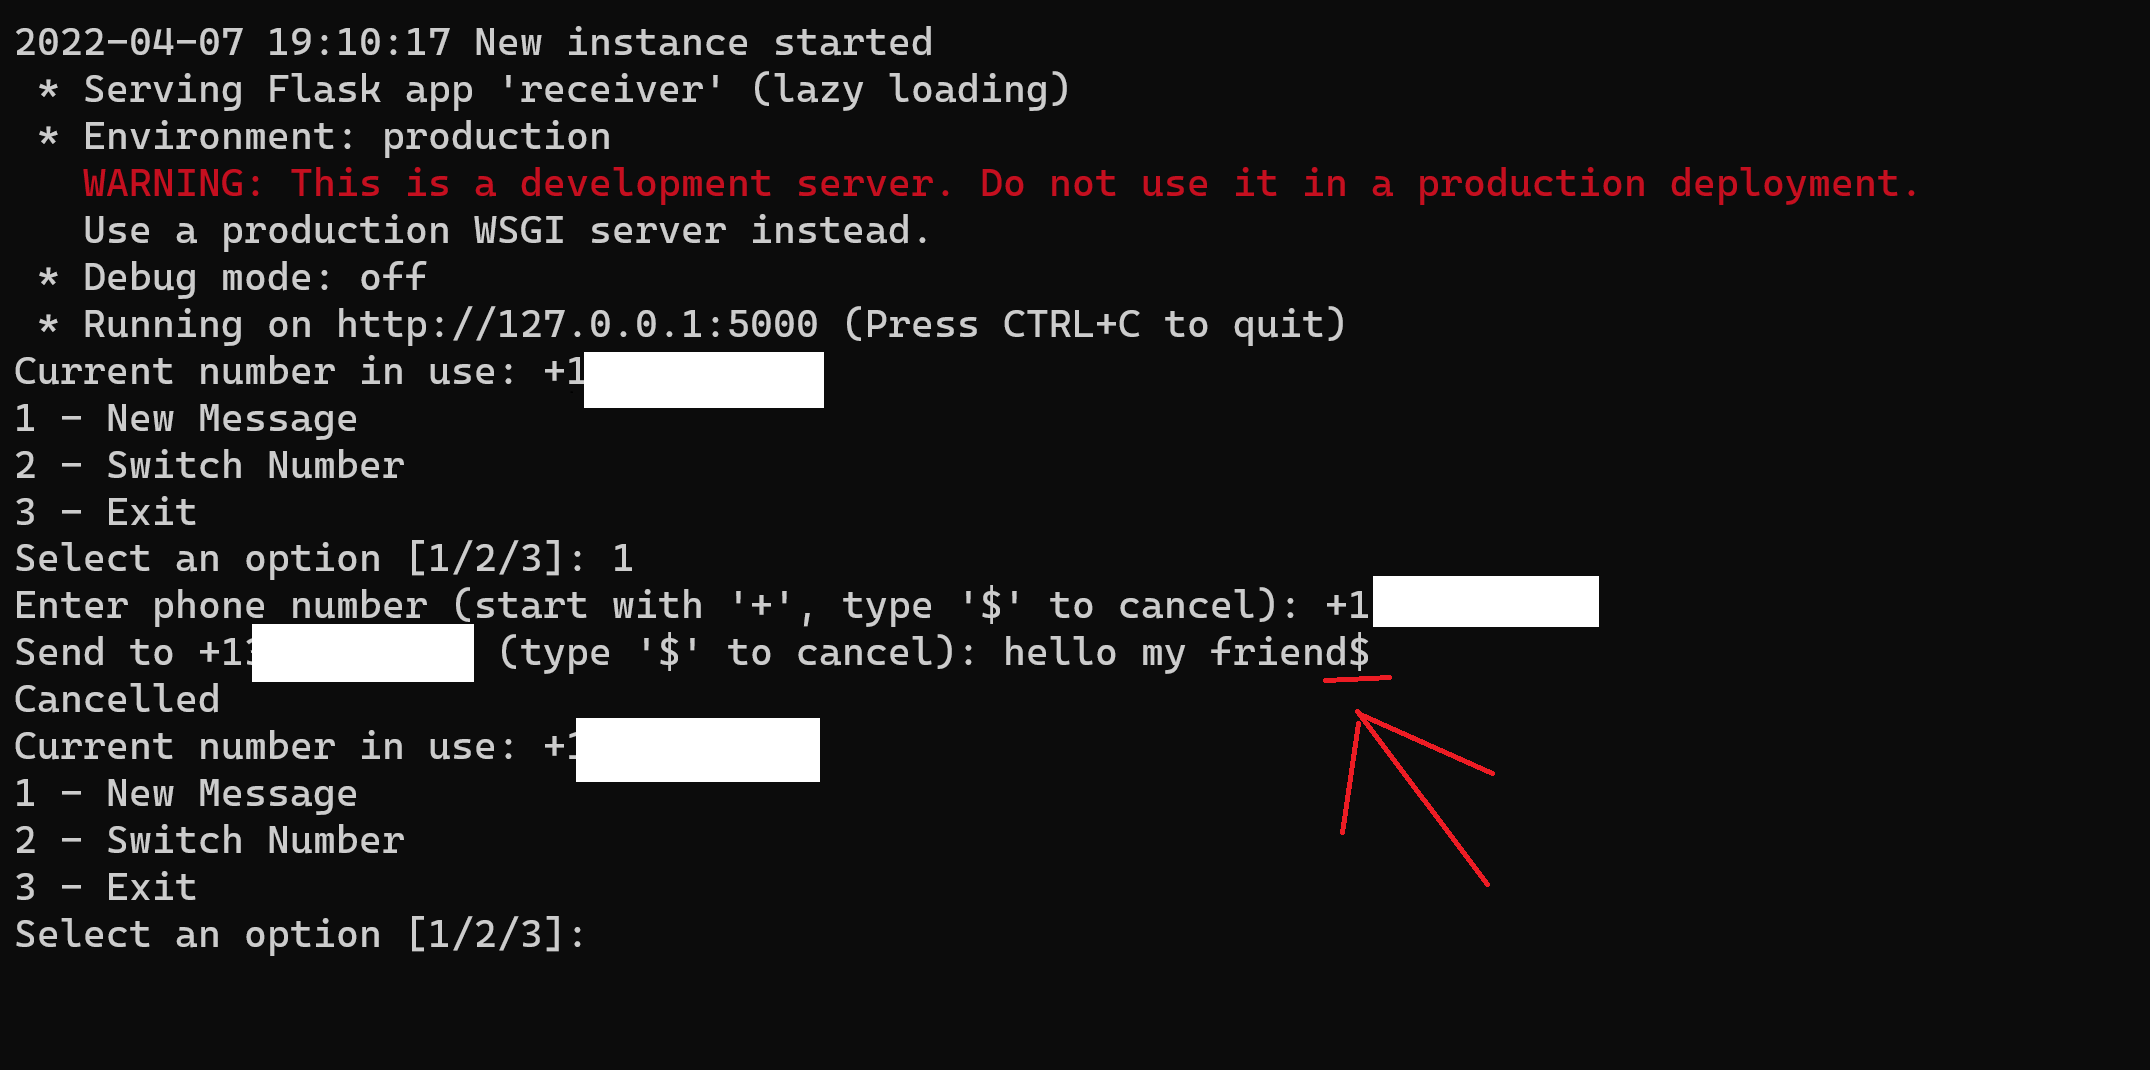 2022-04-07 19:10:17 New instance started
 * Serving Flask app 'receiver' (lazy loading)
 * Environment: production
   WARNING: This is a development server. Do not use it in a production deployment.
   Use a production WSGI server instead.
 * Debug mode: off
 * Running on http://127.0.0.1:5000 (Press CTRL+C to quit)
Current number in use: +1
1 - New Message
2 - Switch Number
3 - Exit
Select an option [1/2/3]: 1
Enter phone number (start with '+', type '$' to cancel): +1
Send to +13 (type '$' to cancel): hello my friend$
Cancelled
Current number in use: +1
1 - New Message
2 - Switch Number
3 - Exit
Select an option [1/2/3]: